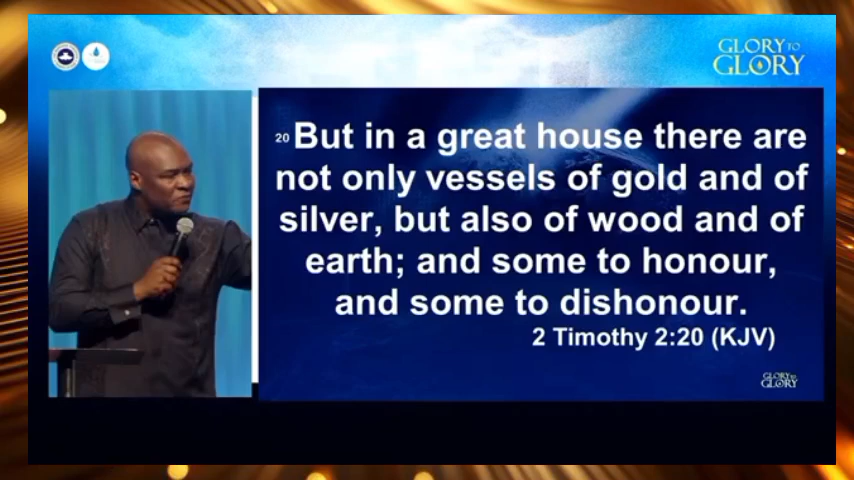 GLORY TO
GLORY
20 But in a great house there are
not only vessels of gold and of
silver, but also of wood and of
earth; and some to honour,
and some to dishonour.
2 Timothy 2:20 (KJV)
GLORY TO
GLORY